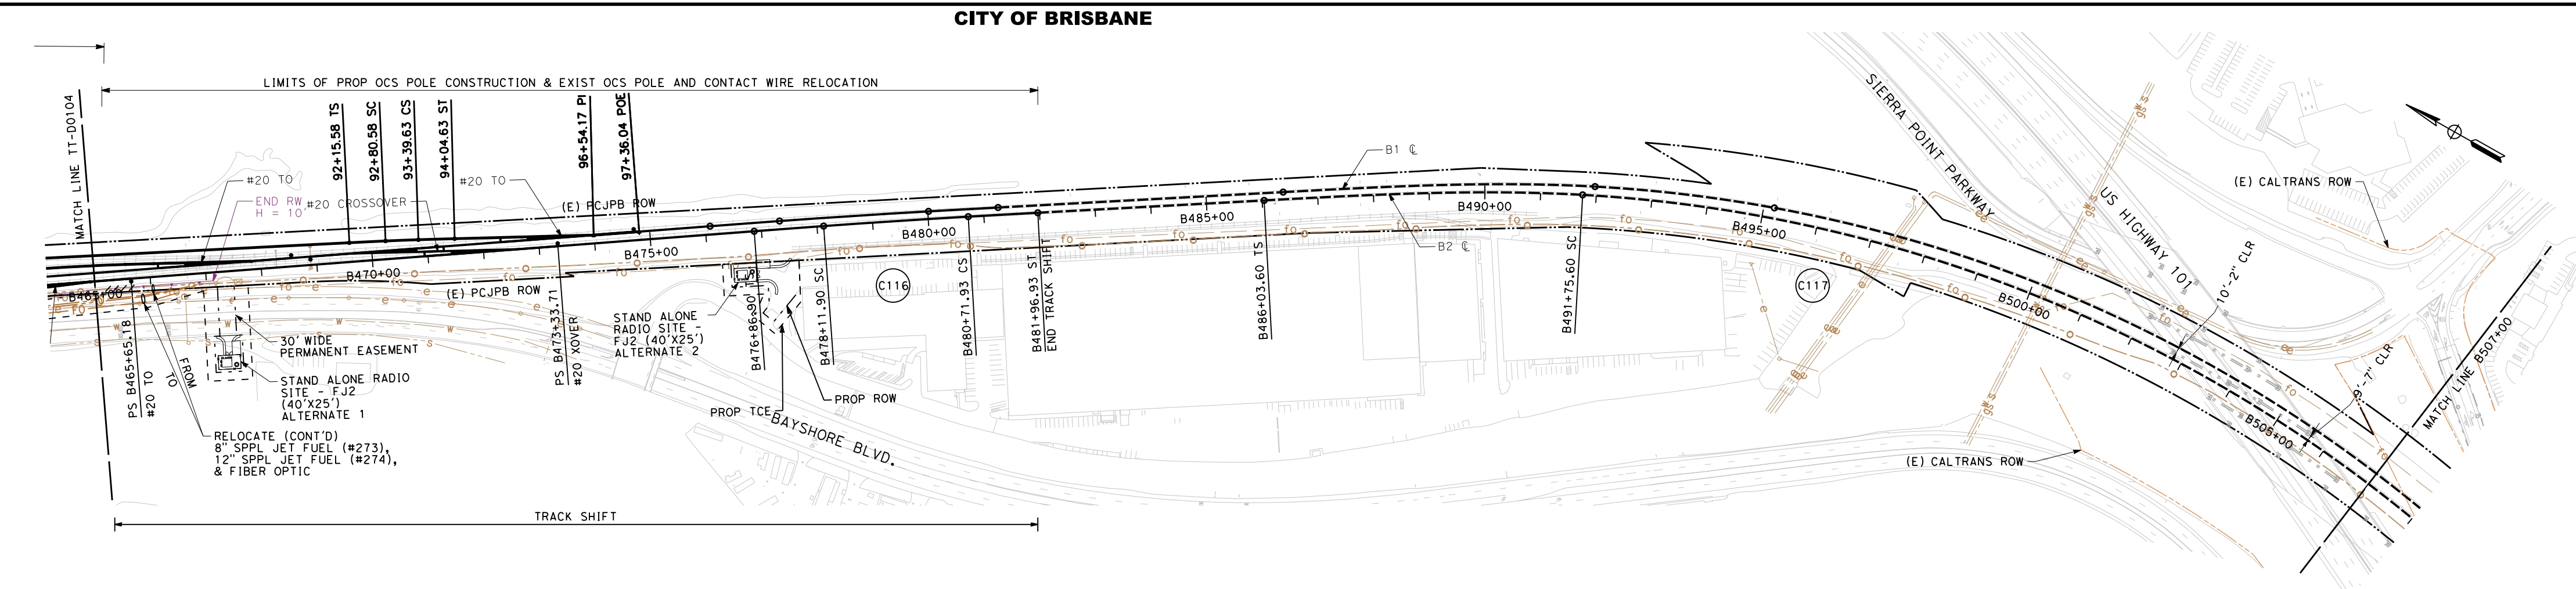 CITY OF BRISBANE
LIMITS OF PROP OCS POLE CONSTRUCTION & EXIST OCS POLE AND CONTACT WIRE RELOCATION
MATCH LINE TT-D0104
92+15.58 TS
92+80.58 SC
93+39.63 CS
94+04.63 ST
96+54.17 PI
97+36.04 POE
#20 TO
#20 TO
END RW
H = 10'
#20 CROSSOVER
(E) PCJPB ROW
B1 ℄
B2 ℄
SIERRA POINT PARKWAY
US HIGHWAY 101
(E) CALTRANS ROW
10'-2" CLR
9'-7" CLR
MATCH LINE B507+00
B465+00
B470+00
B475+00
B480+00
B485+00
B490+00
B495+00
B500+00
B505+00
(E) PCJPB ROW
PS B465+65.18
#20 TO
FROM
TO
30' WIDE
PERMANENT EASEMENT
STAND ALONE RADIO
SITE - FJ2
(40'X25')
ALTERNATE 1
RELOCATE (CONT'D)
8" SPPL JET FUEL (#273),
12" SPPL JET FUEL (#274),
& FIBER OPTIC
PS B473+33.71
#20 XOVER
STAND ALONE
RADIO SITE -
FJ2 (40'X25')
ALTERNATE 2
B476+86.90
B478+11.90 SC
C116
PROP TCE
PROP ROW
B480+71.93 CS
B481+96.93 ST
END TRACK SHIFT
B486+03.60 TS
B491+75.60 SC
C117
BAYSHORE BLVD.
(E) CALTRANS ROW
TRACK SHIFT